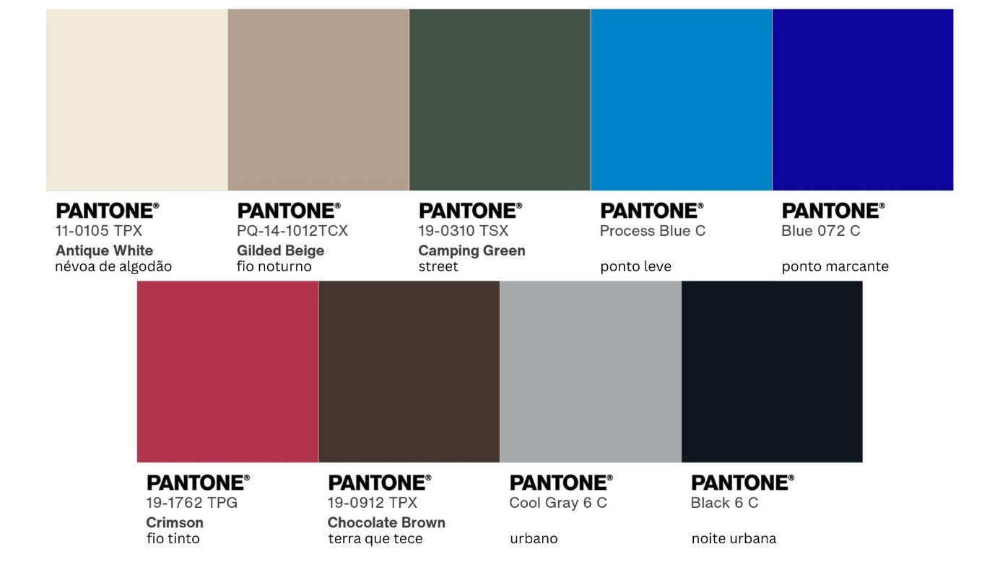 PANTONE®
11-0105 TPX
Antique White
névoa de algodão
PANTONE®
PQ-14-1012TCX
Gilded Beige
fio noturno
PANTONE®
19-0310 TSX
Camping Green
street
PANTONE®
Process Blue C
ponto leve
PANTONE®
Blue 072 C
ponto marcante
PANTONE®
19-1762 TPG
Crimson
fio tinto
PANTONE®
19-0912 TPX
Chocolate Brown
terra que tece
PANTONE®
Cool Gray 6 C
urbano
PANTONE®
Black 6 C
noite urbana